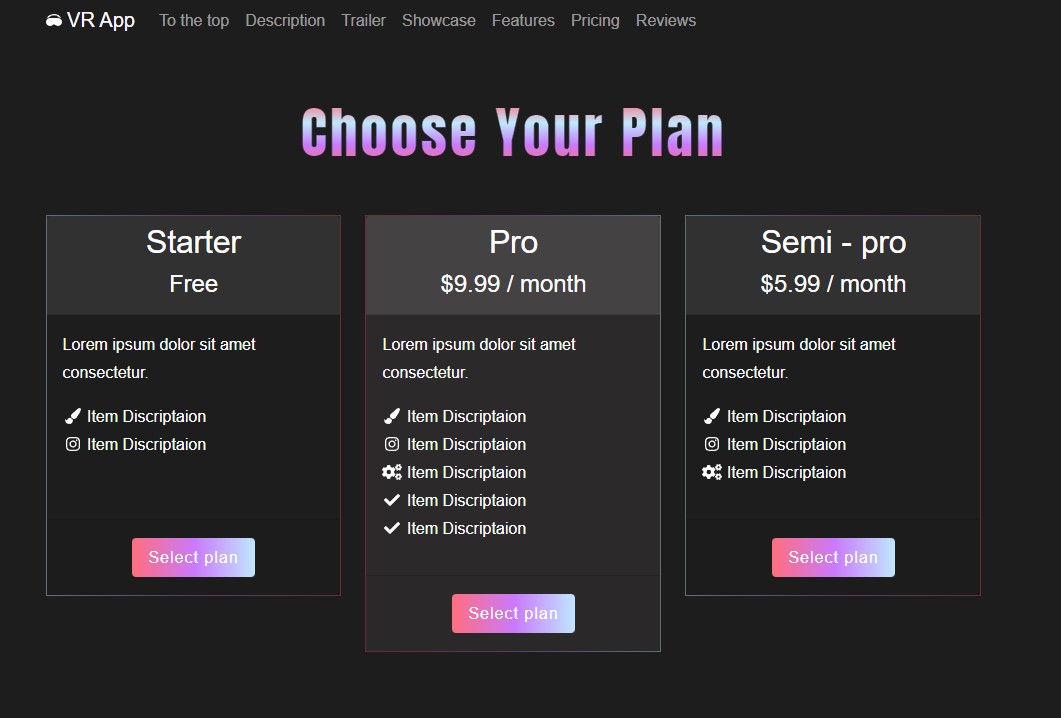 VR App To the top Description Trailer Showcase Features Pricing Reviews
Choose Your Plan
Starter
Free
Lorem ipsum dolor sit amet
consectetur.
Item Discriptaion
Item Discriptaion
Select plan
Pro
$9.99 / month
Lorem ipsum dolor sit amet
consectetur.
Item Discriptaion
Item Discriptaion
Item Discriptaion
Item Discriptaion
Item Discriptaion
Select plan
Semi - pro
$5.99 / month
Lorem ipsum dolor sit amet
consectetur.
Item Discriptaion
Item Discriptaion
Item Discriptaion
Select plan